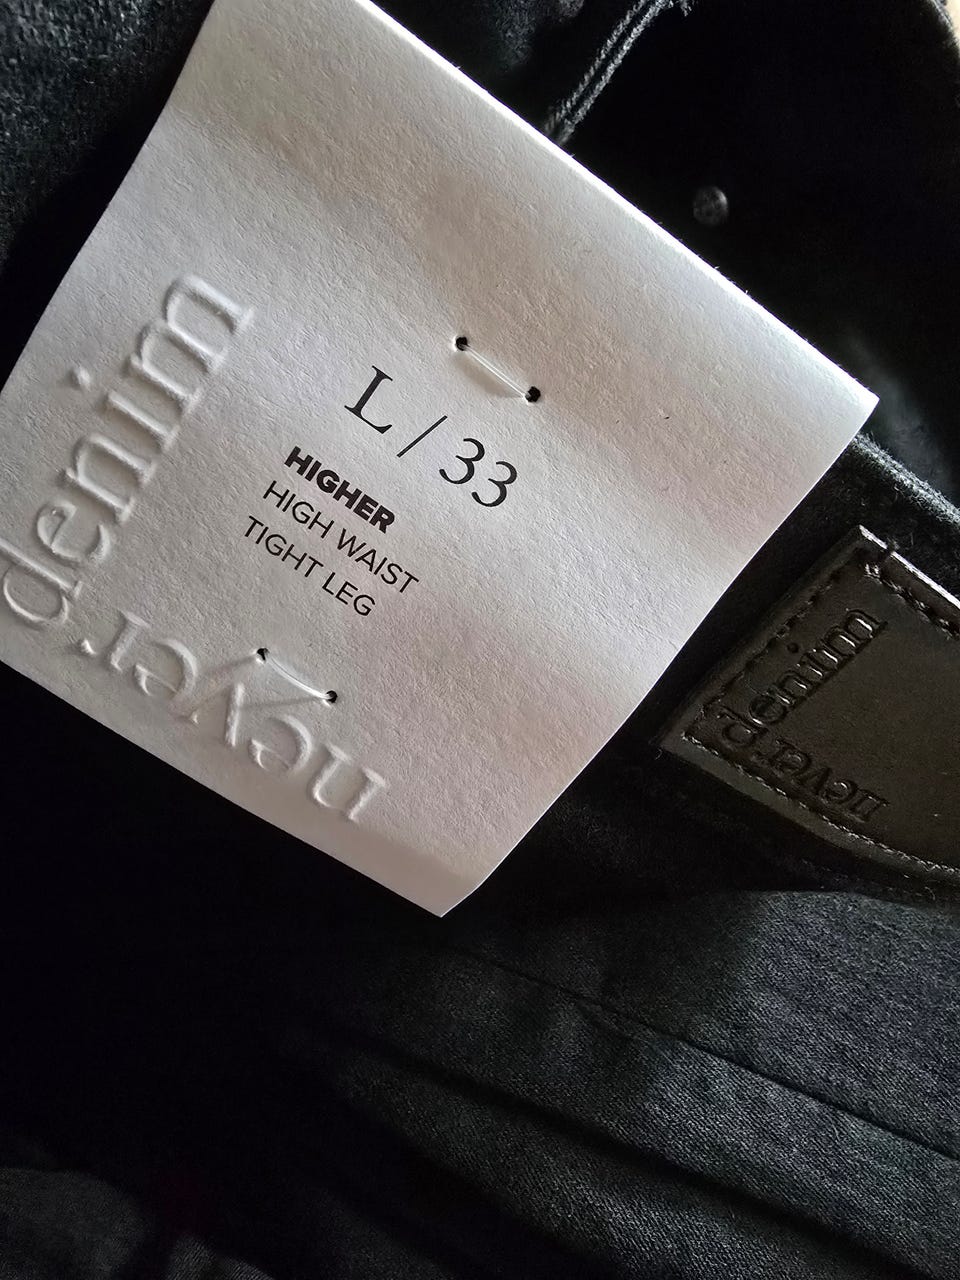 L / 33
HIGHER
HIGH WAIST
TIGHT LEG
never.
denim
never.
denim